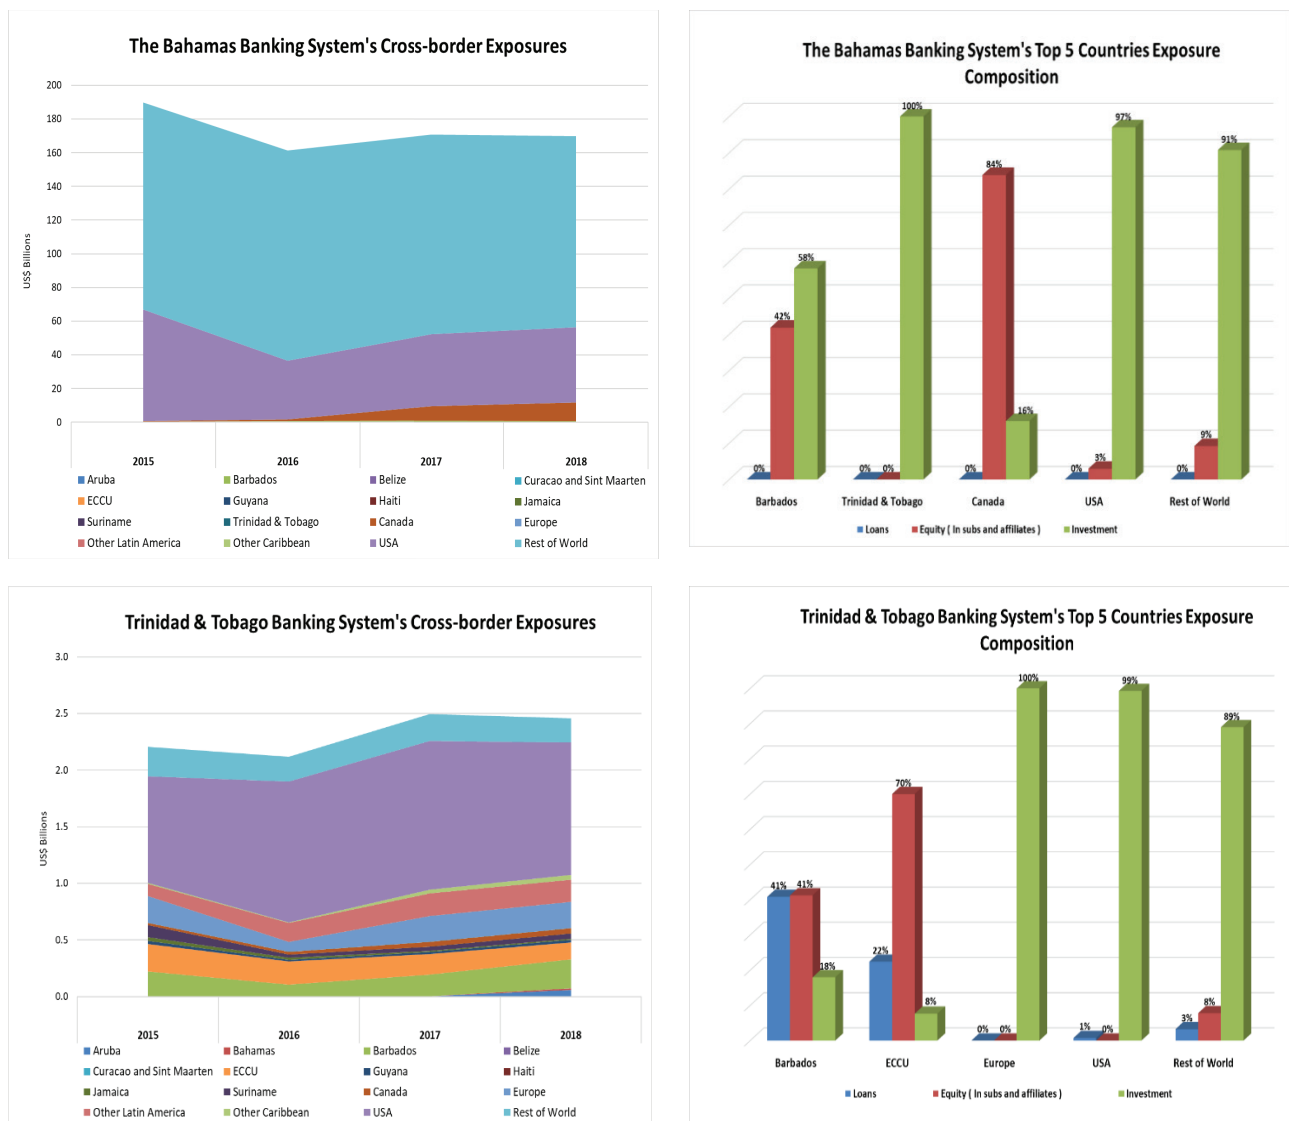 The Bahamas Banking System's Cross-border Exposures
US$ Billions
200
180
160
140
120
100
80
60
40
20
0
2015 2016 2017 2018
Aruba Barbados Belize Curacao and Sint Maarten
ECCU Guyana Haiti Jamaica
Suriname Trinidad & Tobago Canada Europe
Other Latin America Other Caribbean USA Rest of World
The Bahamas Banking System's Top 5 Countries Exposure
Composition
0% 42% 58%
0% 0% 100%
0% 84% 16%
0% 3% 97%
0% 9% 91%
Barbados Trinidad & Tobago Canada USA Rest of World
Loans Equity ( In subs and affiliates ) Investment
Trinidad & Tobago Banking System's Cross-border Exposures
US$ Billions
3.0
2.5
2.0
1.5
1.0
0.5
0.0
2015 2016 2017 2018
Aruba Bahamas Barbados Belize
Curacao and Sint Maarten ECCU Guyana Haiti
Jamaica Suriname Canada Europe
Other Latin America Other Caribbean USA Rest of World
Trinidad & Tobago Banking System's Top 5 Countries Exposure
Composition
41% 41% 18%
22% 70% 8%
0% 0% 100%
1% 0% 99%
3% 8% 89%
Barbados ECCU Europe USA Rest of World
Loans Equity ( In subs and affiliates ) Investment